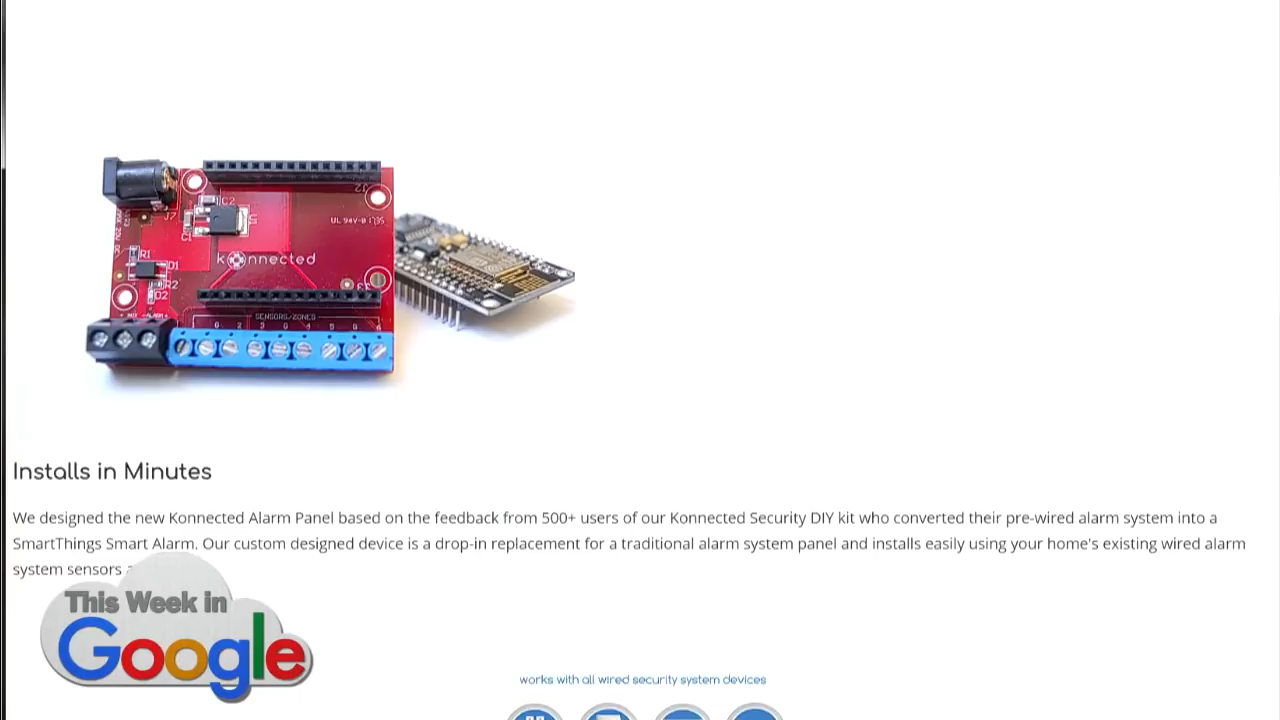 J2
C2
J7
U1
C1
UL 94V-0
konnected
R1
D1
R2
D2
J3
SENSORS/ZONES
Installs in Minutes
We designed the new Konnected Alarm Panel based on the feedback from 500+ users of our Konnected Security DIY kit who converted their pre-wired alarm system into a
SmartThings Smart Alarm. Our custom designed device is a drop-in replacement for a traditional alarm system panel and installs easily using your home's existing wired alarm
system sensors
This Week in
Google
works with all wired security system devices